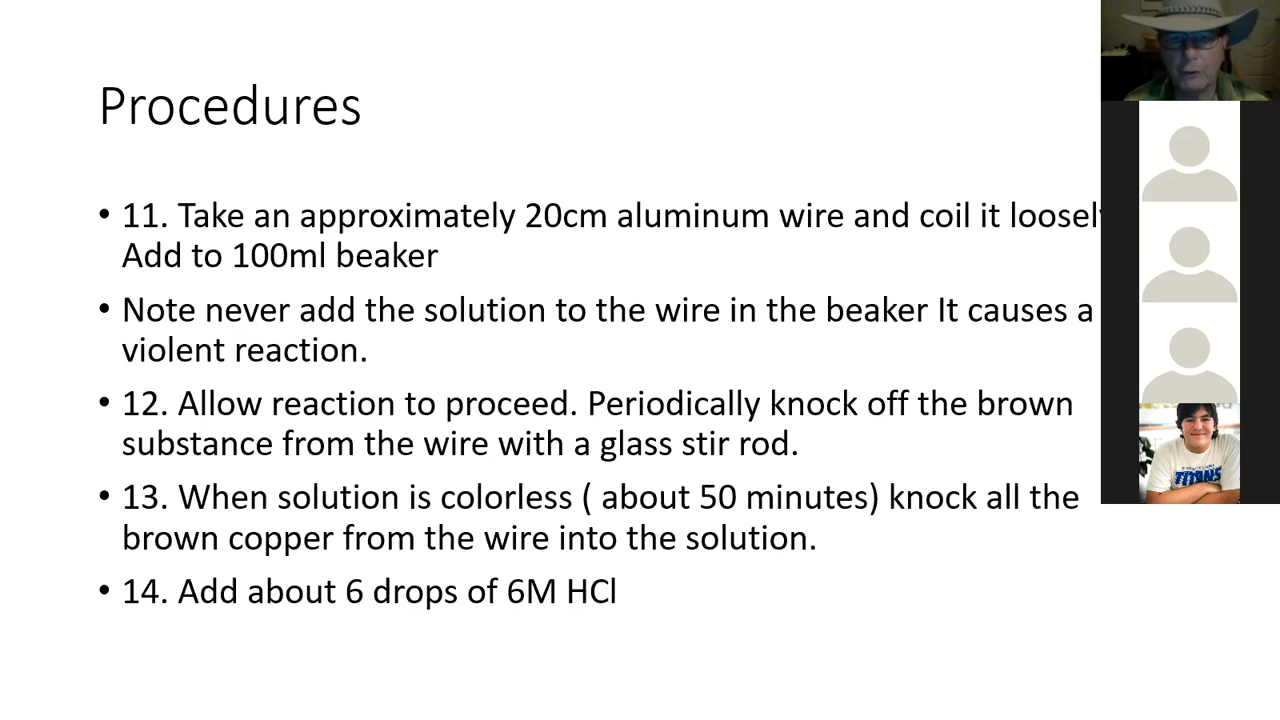 Procedures
• 11. Take an approximately 20cm aluminum wire and coil it loosel
Add to 100ml beaker
• Note never add the solution to the wire in the beaker It causes a
violent reaction.
• 12. Allow reaction to proceed. Periodically knock off the brown
substance from the wire with a glass stir rod.
• 13. When solution is colorless ( about 50 minutes) knock all the
brown copper from the wire into the solution.
• 14. Add about 6 drops of 6M HCl
TITANS